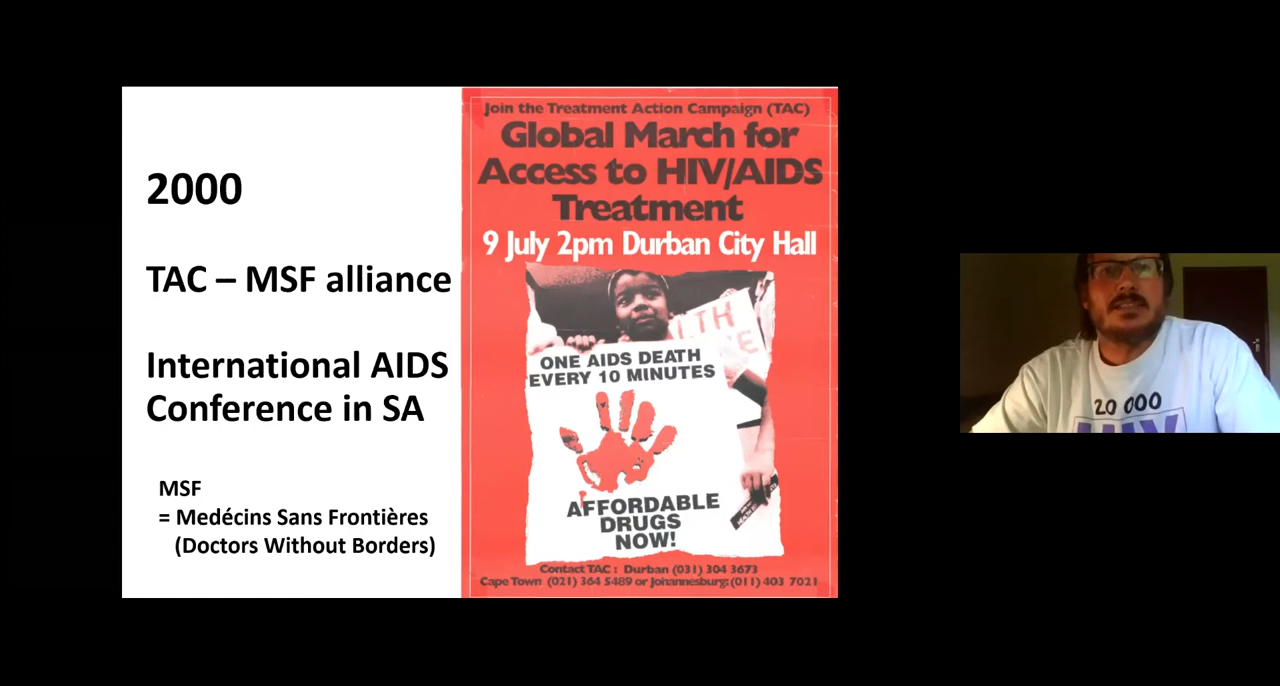 2000
TAC – MSF alliance
International AIDS
Conference in SA
MSF
= Medécins Sans Frontières
(Doctors Without Borders)
Join the Treatment Action Campaign (TAC)
Global March for
Access to HIV/AIDS
Treatment
9 July 2pm Durban City Hall
ONE AIDS DEATH
EVERY 10 MINUTES
AFFORDABLE
DRUGS
NOW!
Contact TAC : Durban (031) 304 3673
Cape Town (021) 364 5489 or Johannesburg: (011) 403 7021
20 000